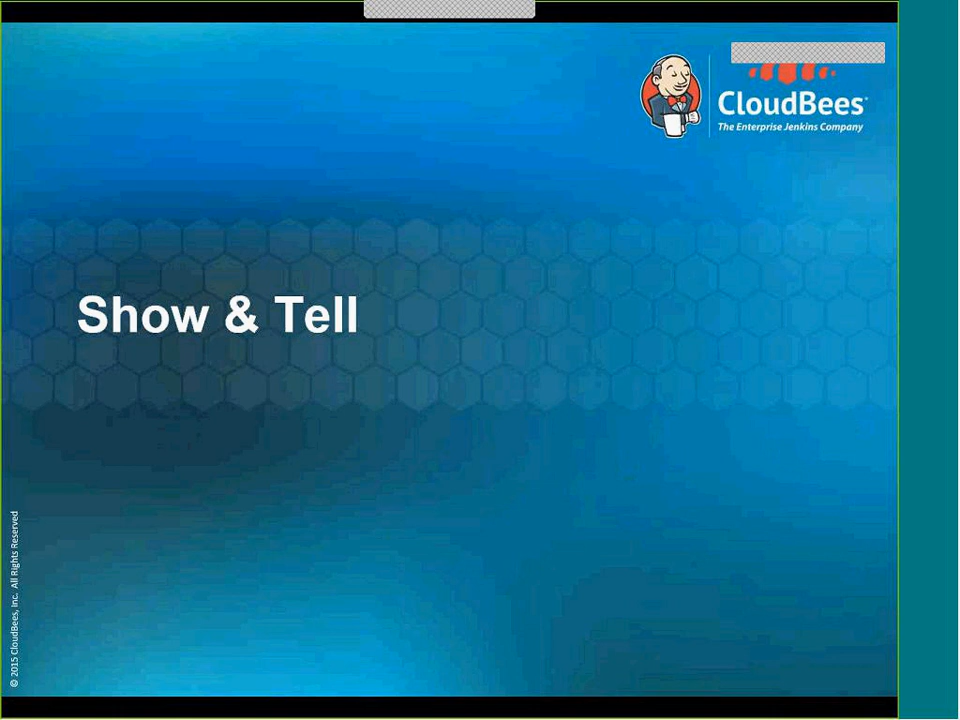 CloudBees
The Enterprise Jenkins Company
Show & Tell
© 2015 CloudBees, Inc. All Rights Reserved